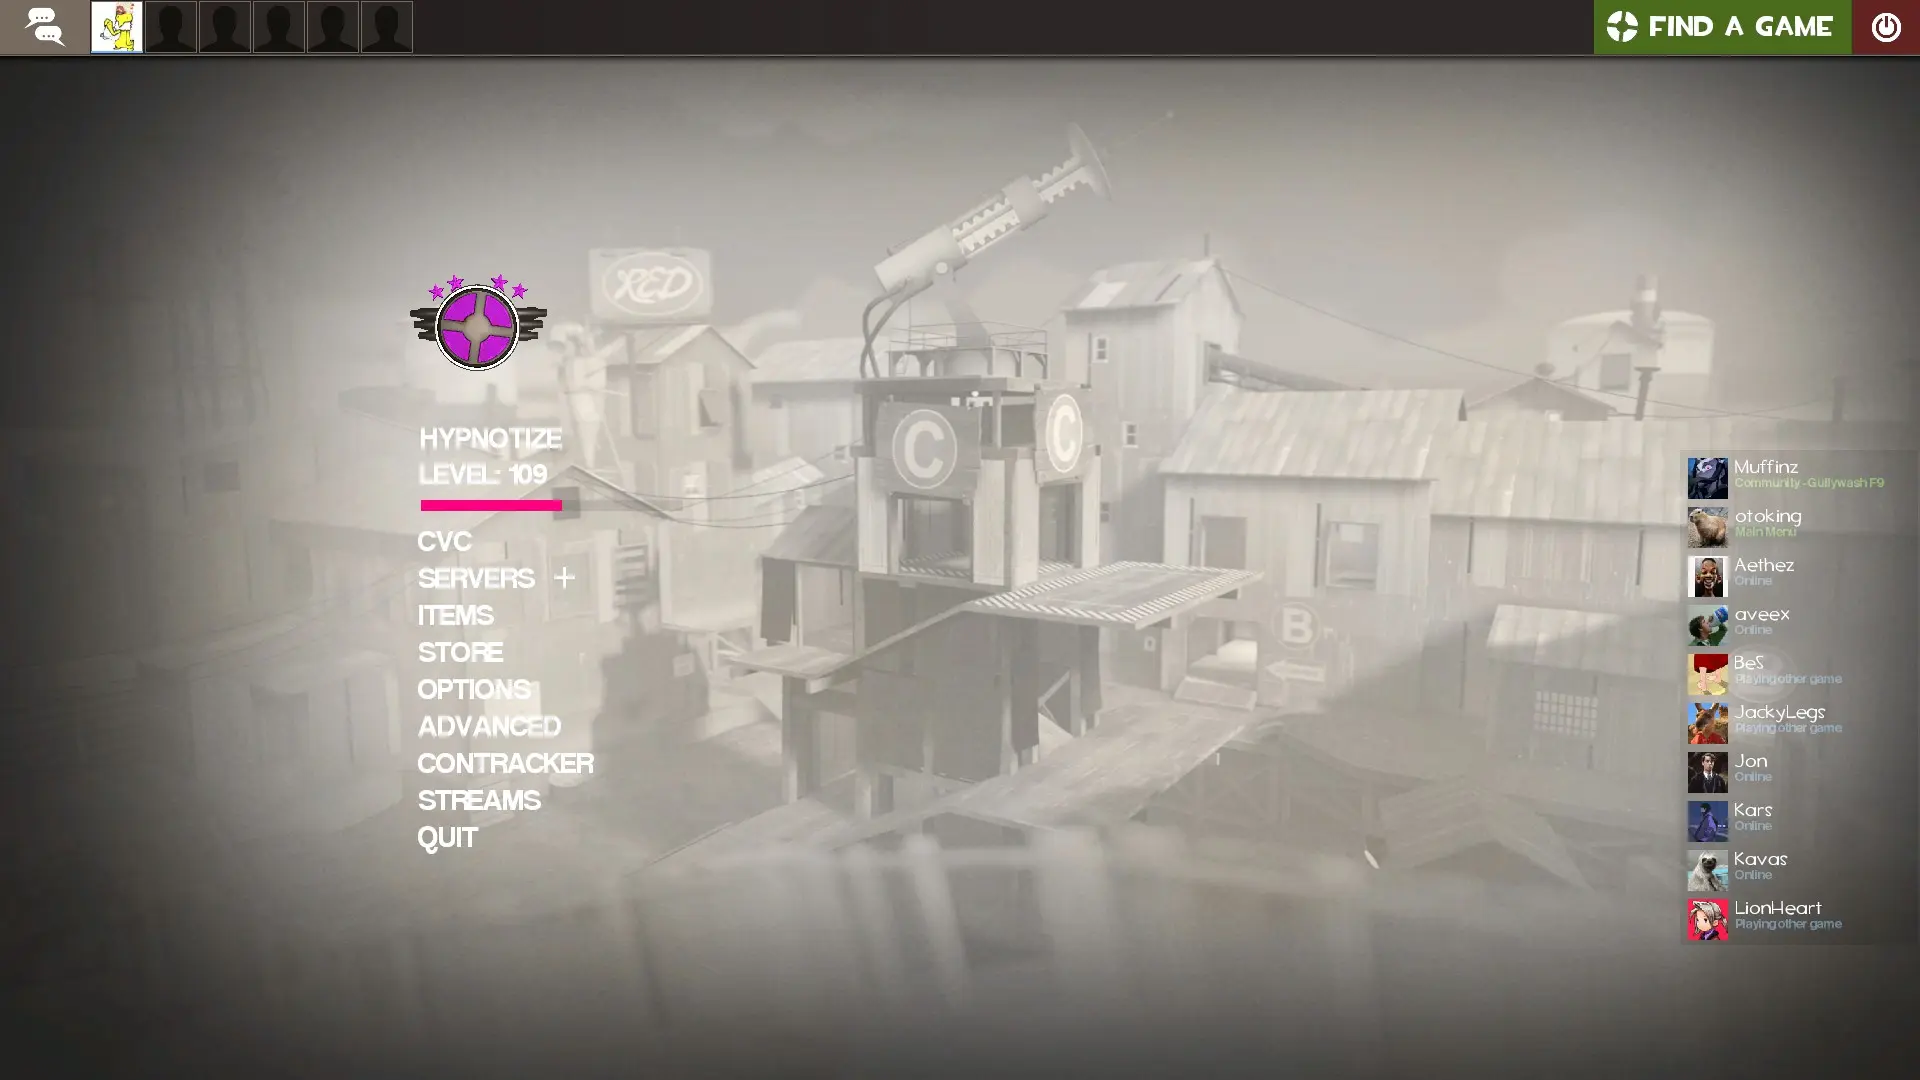 FIND A GAME
RED
C
C
HYPNOTIZE
LEVEL: 109
CVC
SERVERS +
ITEMS
STORE
OPTIONS
ADVANCED
CONTRACKER
STREAMS
QUIT
B
Muffinz
Community - Gullywash F9
otoking
Main Menu
Aethez
Online
aveex
Online
BeS
Playing other game
JackyLegs
Playing other game
Jon
Online
Kars
Online
Kavas
Online
LionHeart
Playing other game